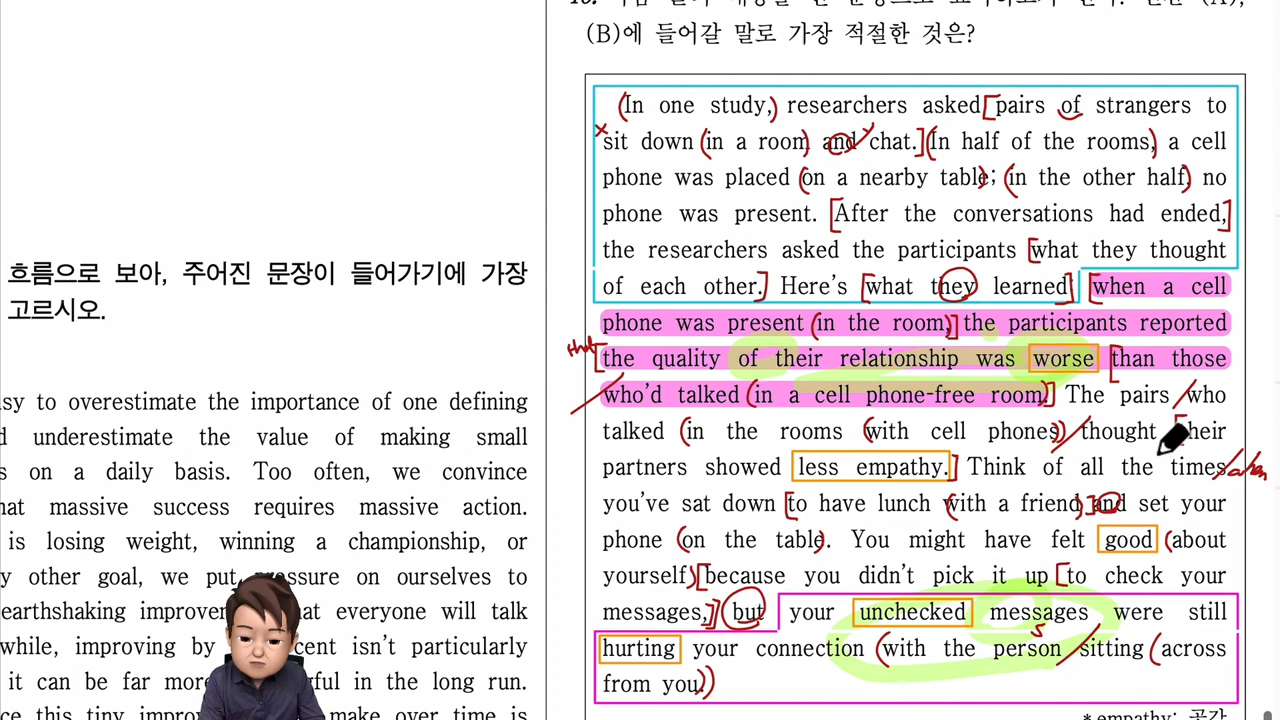 (B)에 들어갈 말로 가장 적절한 것은?
In one study, researchers asked pairs of strangers to
sit down in a room and chat. In half of the rooms, a cell
phone was placed on a nearby table; in the other half, no
phone was present. After the conversations had ended,
the researchers asked the participants what they thought
of each other. Here's what they learned: when a cell
phone was present in the room, the participants reported
that
the quality of their relationship was worse than those
who'd talked in a cell phone-free room. The pairs who
talked in the rooms with cell phones thought their
partners showed less empathy. Think of all the times
when
you've sat down to have lunch with a friend and set your
phone on the table. You might have felt good about
yourself because you didn't pick it up to check your
messages, but your unchecked messages were still
hurting your connection with the person sitting across
s
from you.
* empathy: 공감
흐름으로 보아, 주어진 문장이 들어가기에 가장
고르시오.
asy to overestimate the importance of one defining
d underestimate the value of making small
s on a daily basis. Too often, we convince
hat massive success requires massive action.
is losing weight, winning a championship, or
y other goal, we put pressure on ourselves to
earthshaking improvem at everyone will talk
while, improving by cent isn't particularly
it can be far more ful in the long run.
ce this tiny improv make over time is